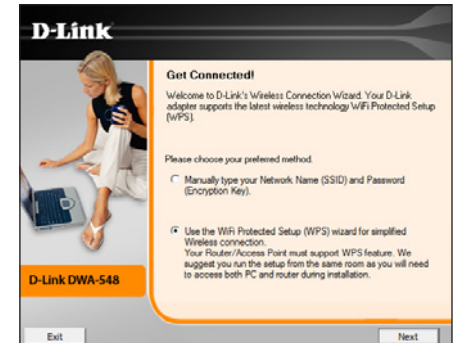 D-Link
Get Connected!
Welcome to D-Link's Wireless Connection Wizard. Your D-Link
adapter supports the latest wireless technology WiFi Protected Setup
(WPS).
Please choose your preferred method.
Manually type your Network Name (SSID) and Password
(Encryption Key).
Use the WiFi Protected Setup (WPS) wizard for simplified
Wireless connection.
Your Router/Access Point must support WPS feature. We
suggest you run the setup from the same room as you will need
to access both PC and router during installation.
D-Link DWA-548
Exit
Next